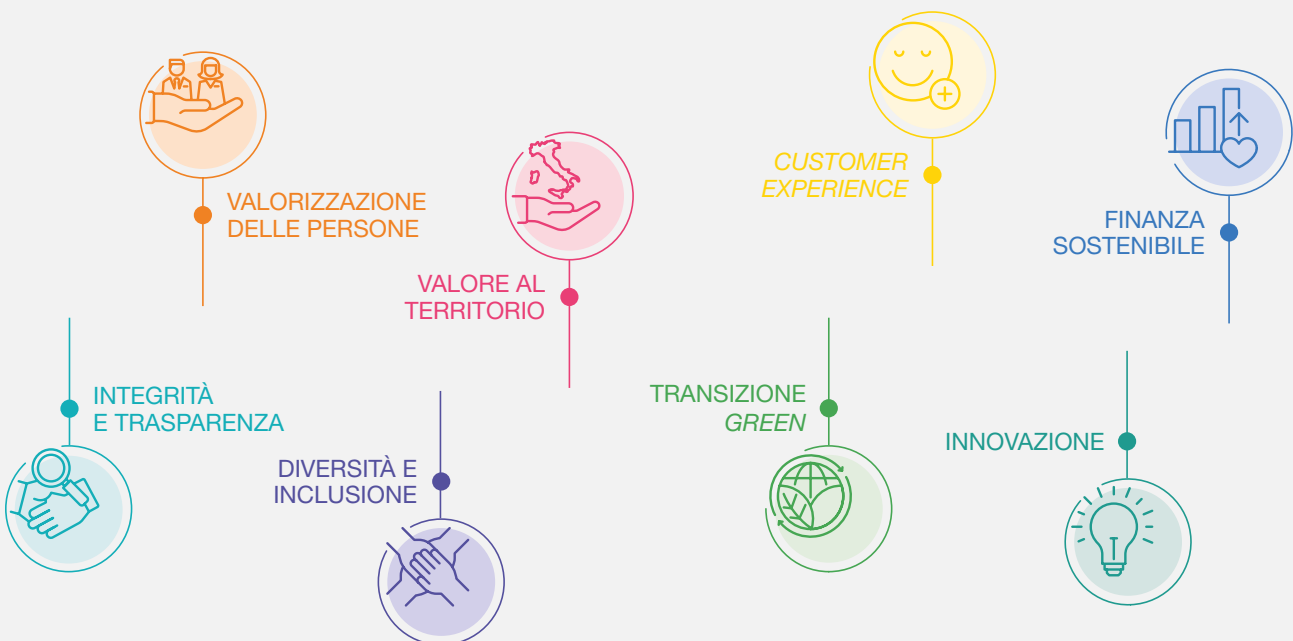 VALORIZZAZIONE
DELLE PERSONE
CUSTOMER
EXPERIENCE
FINANZA
SOSTENIBILE
VALORE AL
TERRITORIO
INTEGRITÀ
E TRASPARENZA
DIVERSITÀ E
INCLUSIONE
TRANSIZIONE
GREEN
INNOVAZIONE